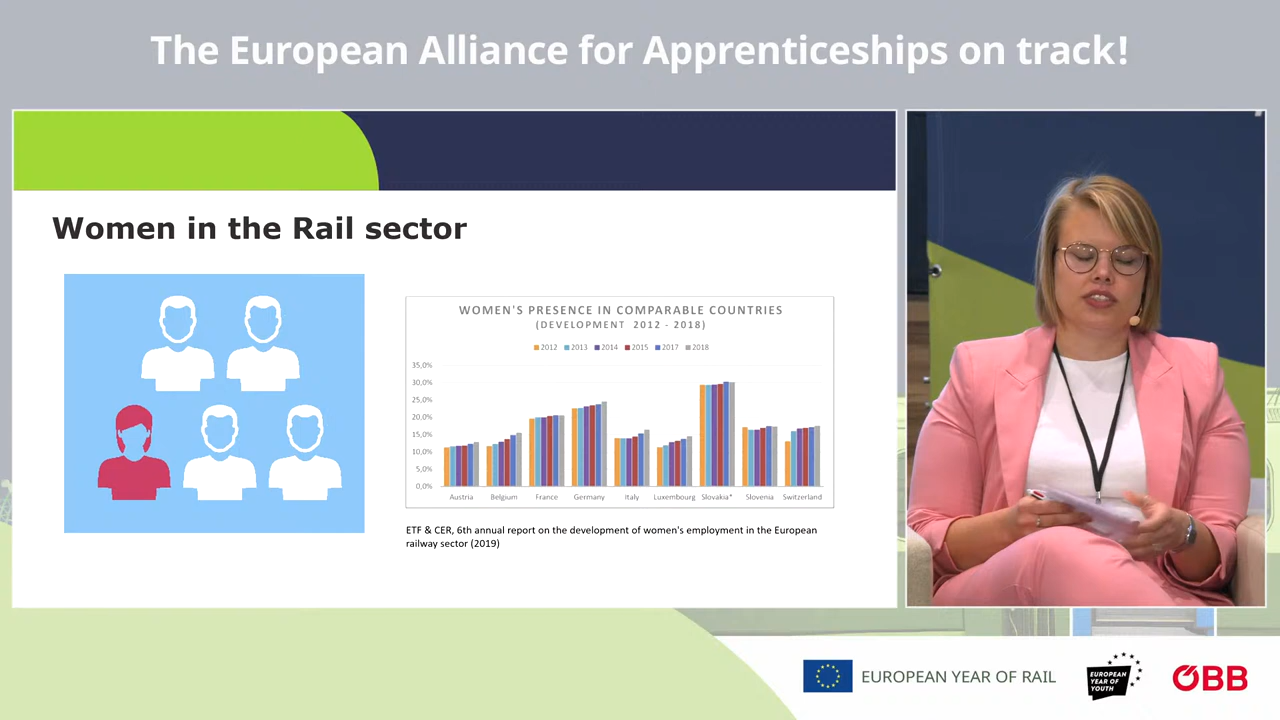 The European Alliance for Apprenticeships on track!
Women in the Rail sector
WOMEN'S PRESENCE IN COMPARABLE COUNTRIES
(DEVELOPMENT 2012 - 2018)
2012 2013 2014 2015 2017 2018
35,0%
30,0%
25,0%
20,0%
15,0%
10,0%
5,0%
0,0%
Austria Belgium France Germany Italy Luxembourg Slovakia* Slovenia Switzerland
ETF & CER, 6th annual report on the development of women's employment in the European
railway sector (2019)
EUROPEAN YEAR OF RAIL
EUROPEAN
YEAR OF
YOUTH
ÖBB